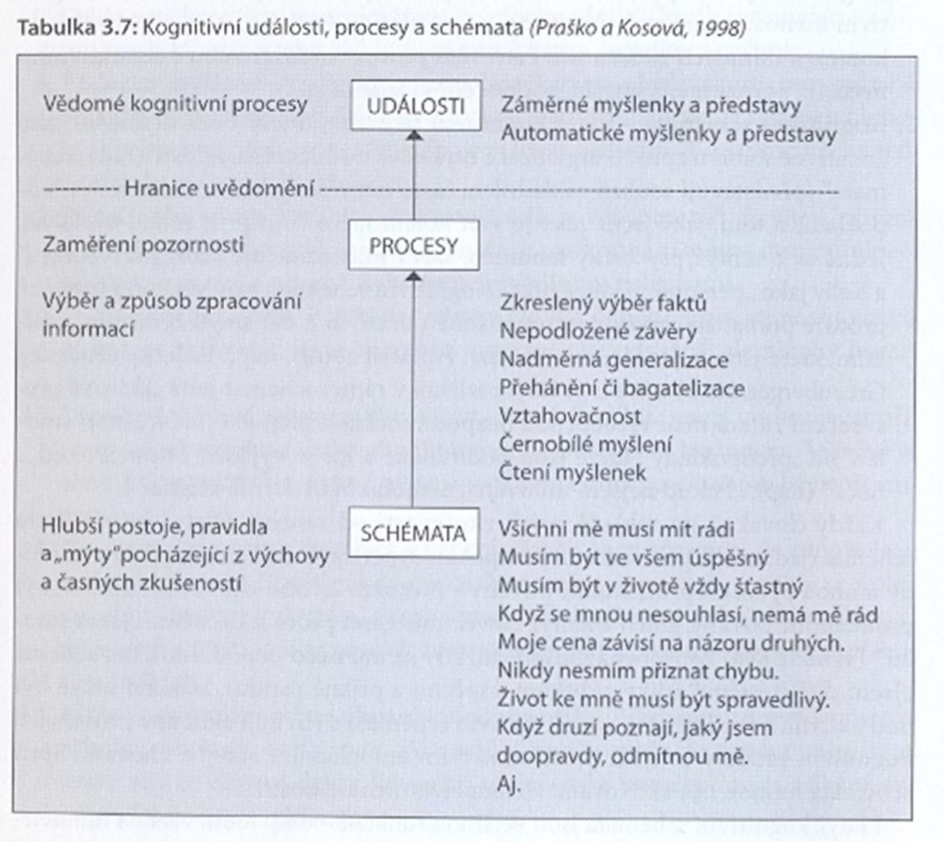 Tabulka 3.7: Kognitivní události, procesy a schémata (Praško a Kosová, 1998)
Vědomé kognitivní procesy
UDÁLOSTI
Záměrné myšlenky a představy
Automatické myšlenky a představy
Hranice uvědomění
Zaměření pozornosti
PROCESY
Výběr a způsob zpracování
informací
Zkreslený výběr faktů
Nepodložené závěry
Nadměrná generalizace
Přehánění či bagatelizace
Vztahovačnost
Černobílé myšlení
Čtení myšlenek
Hlubší postoje, pravidla
a „mýty“ pocházející z výchovy
a časných zkušeností
SCHÉMATA
Všichni mě musí mít rádi
Musím být ve všem úspěšný
Musím být v životě vždy šťastný
Když se mnou nesouhlasí, nemá mě rád
Moje cena závisí na názoru druhých.
Nikdy nesmím přiznat chybu.
Život ke mně musí být spravedlivý.
Když druzí poznají, jaký jsem
doopravdy, odmítnou mě.
Aj.